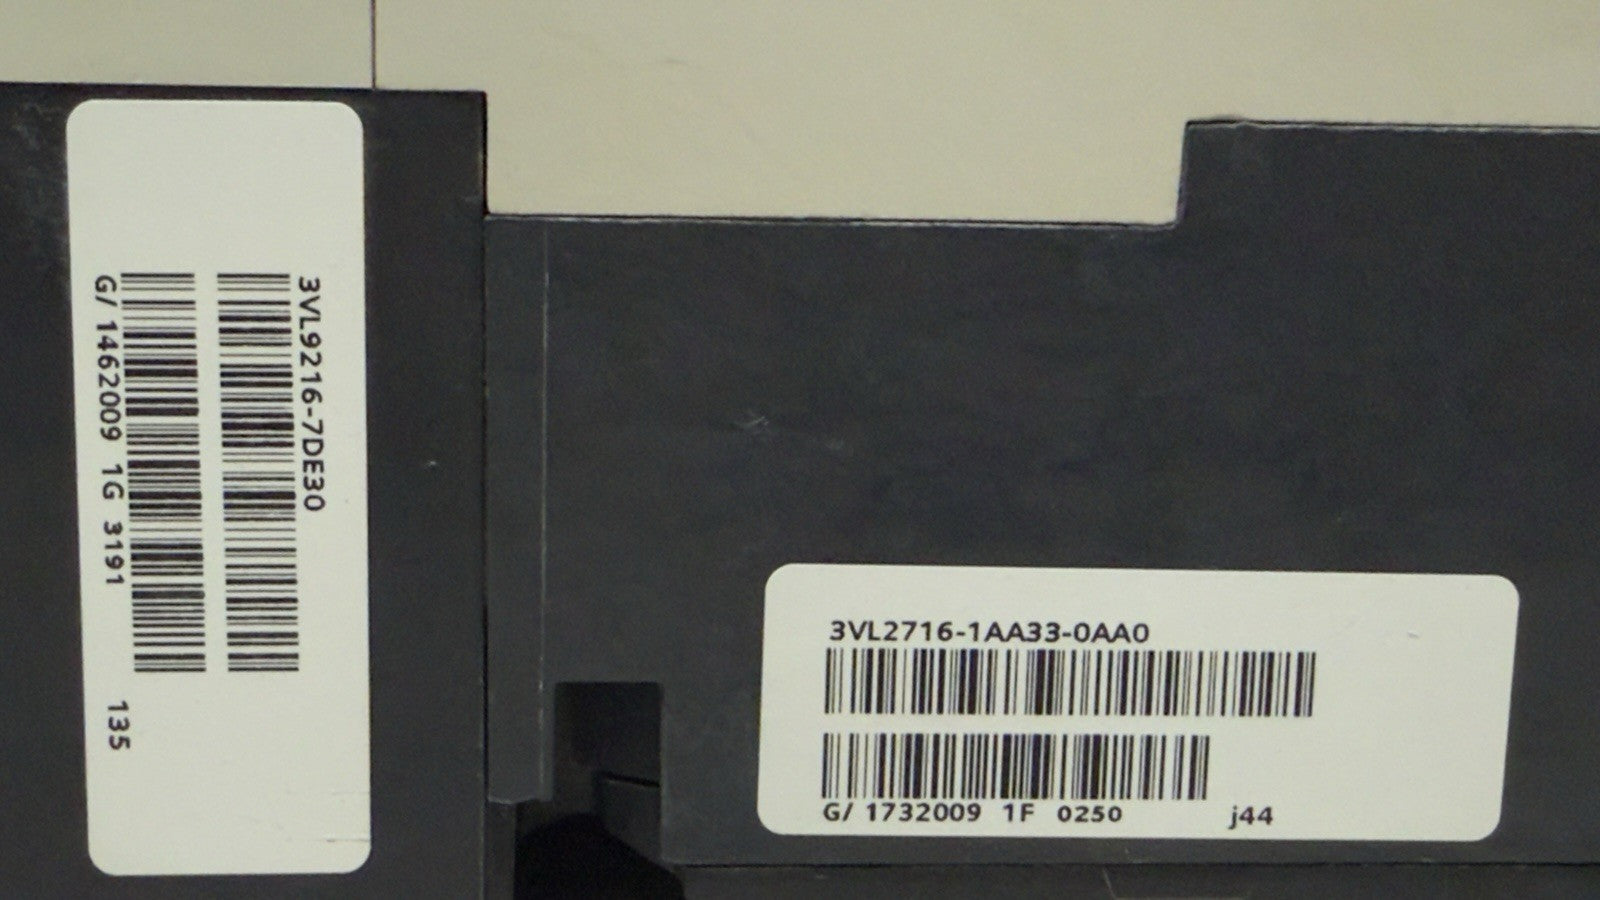 3VL9216-7DE30
G/ 1462009 1G 3191 135
3VL2716-1AA33-0AA0
G/ 1732009 1F 0250 j44